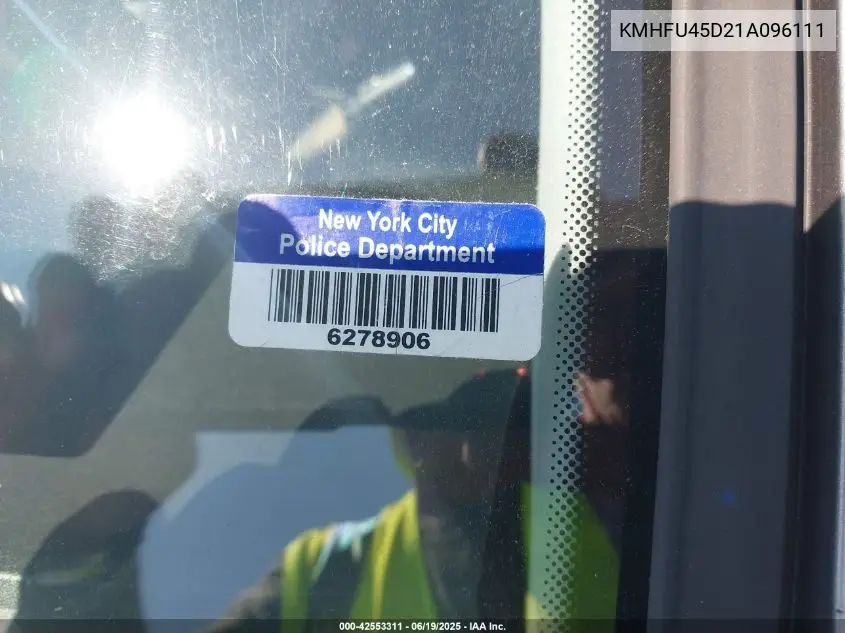 KMHFU45D21A096111
New York City
Police Department
6278906
000-42553311 - 06/19/2025 - IAA Inc.